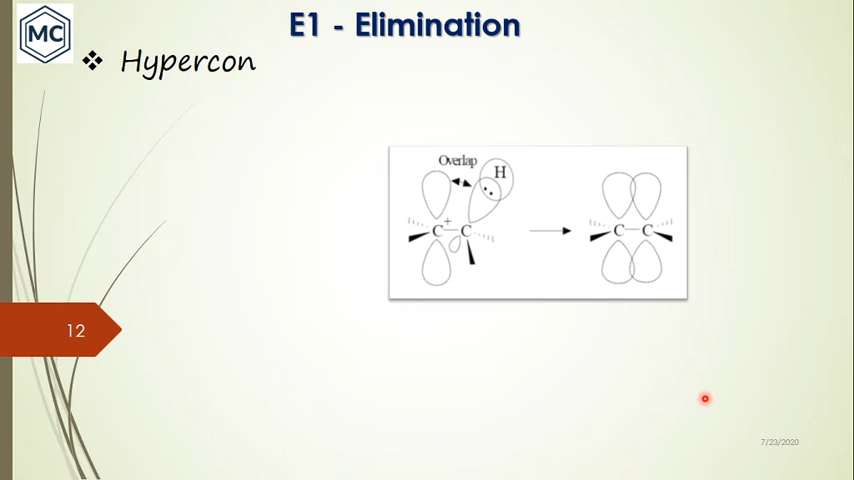 MC
E1 - Elimination
❖ Hypercon
Overlap
H
C + C
C C
12
7/23/2020